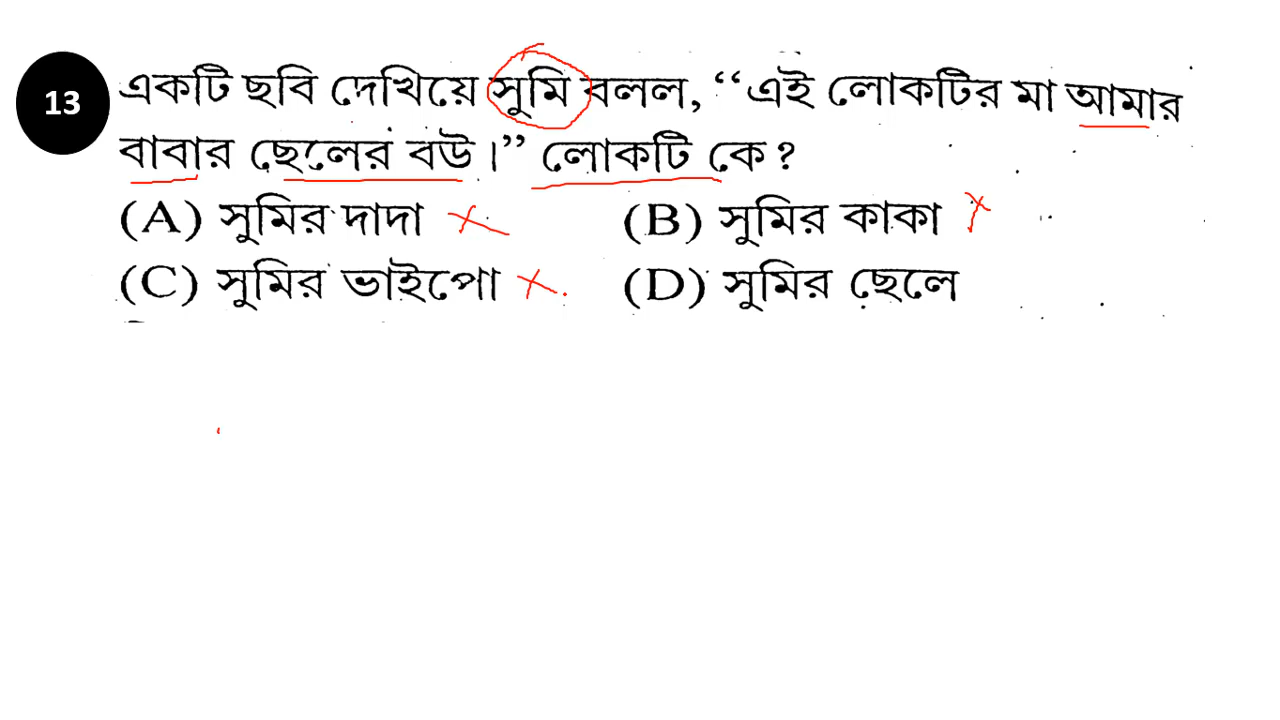 13
একটি ছবি দেখিয়ে সুমি বলল, “এই লোকটির মা আমার
বাবার ছেলের বউ।” লোকটি কে?
(A) সুমির দাদা (B) সুমির কাকা
(C) সুমির ভাইপো (D) সুমির ছেলে